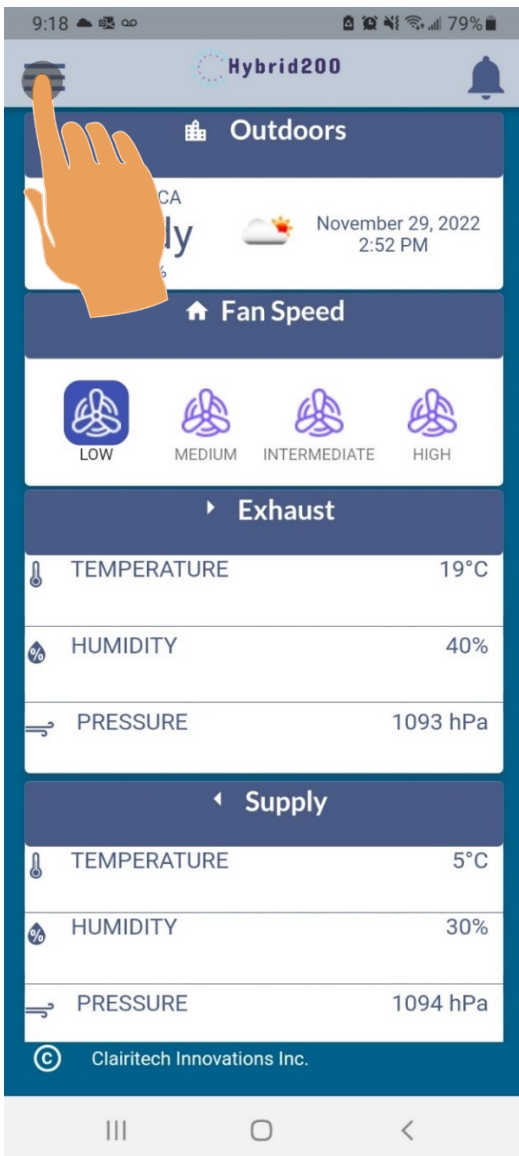 9:18 79%
Hybrid200
Outdoors
CA
November 29, 2022
2:52 PM
%
Fan Speed
LOW MEDIUM INTERMEDIATE HIGH
Exhaust
TEMPERATURE 19°C
% HUMIDITY 40%
PRESSURE 1093 hPa
Supply
TEMPERATURE 5°C
% HUMIDITY 30%
PRESSURE 1094 hPa
© Clairitech Innovations Inc.